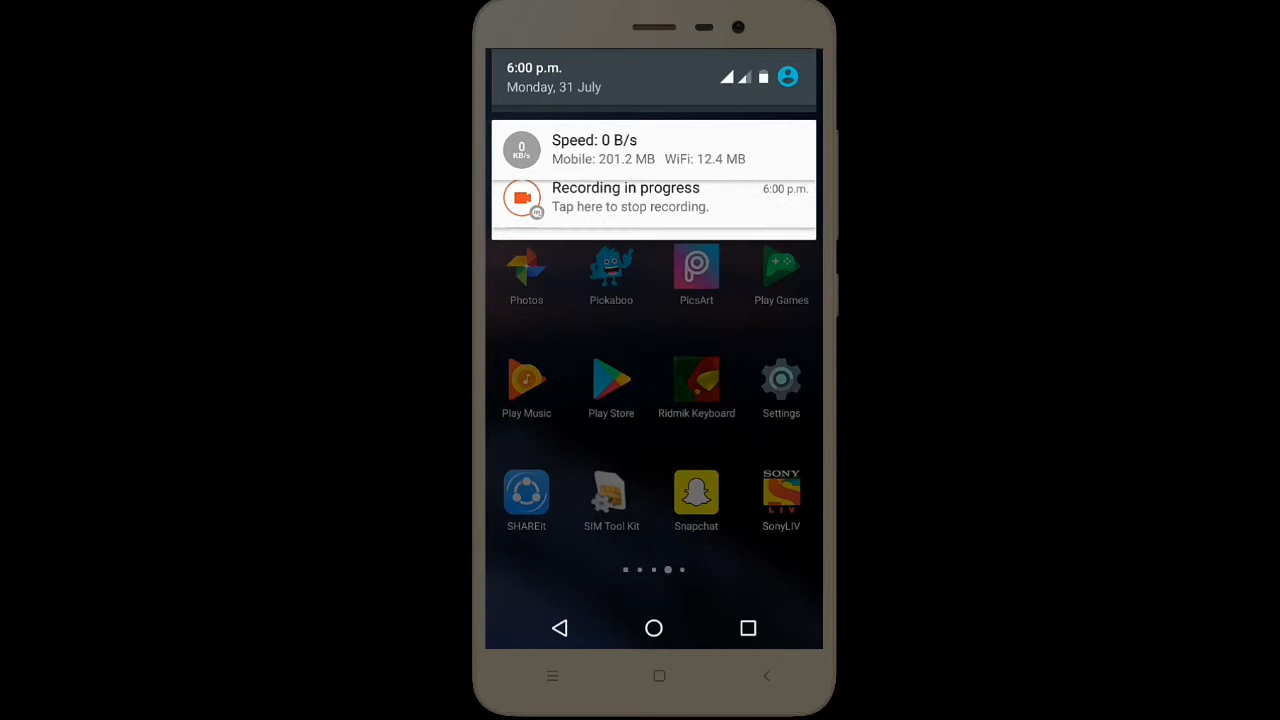 6:00 p.m.
Monday, 31 July
Speed: 0 B/s
0
KB/s
Mobile: 201.2 MB WiFi: 12.4 MB
Recording in progress
6:00 p.m.
Tap here to stop recording.
Photos
Pickaboo
PicsArt
Play Games
Play Music
Play Store
Ridmik Keyboard
Settings
SONY
LIV
SHAREit
SIM Tool Kit
Snapchat
SonyLIV